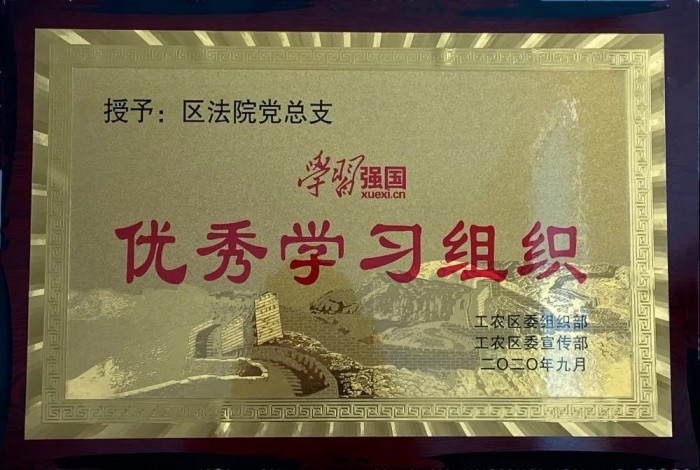 授予：区法院党总支
学习强国
xuexi.cn
优秀学习组织
工农区委组织部
工农区委宣传部
二〇二〇年九月